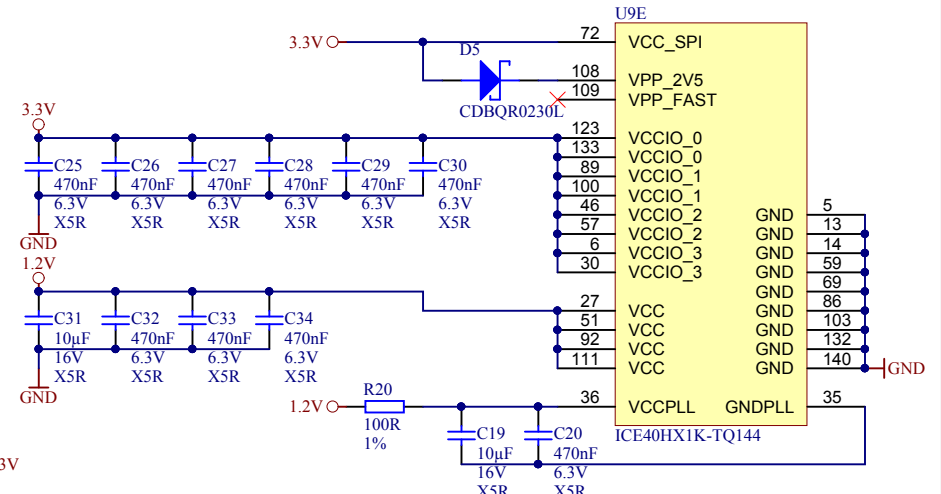 U9E
3.3V
72
VCC_SPI
D5
108
VPP_2V5
109
VPP_FAST
CDBQR0230L
3.3V
123
VCCIO_0
133
VCCIO_0
89
VCCIO_1
100
VCCIO_1
46
VCCIO_2
57
VCCIO_2
6
VCCIO_3
30
VCCIO_3
C25
470nF
6.3V
X5R
C26
470nF
6.3V
X5R
C27
470nF
6.3V
X5R
C28
470nF
6.3V
X5R
C29
470nF
6.3V
X5R
C30
470nF
6.3V
X5R
GND
GND 5
GND 13
GND 14
GND 59
GND 69
GND 86
GND 103
GND 132
GND 140
GND
1.2V
27
VCC
51
VCC
92
VCC
111
VCC
C31
10µF
16V
X5R
C32
470nF
6.3V
X5R
C33
470nF
6.3V
X5R
C34
470nF
6.3V
X5R
GND
1.2V
R20
100R
1%
36
VCCPLL
GNDPLL
35
C19
10µF
16V
X5R
C20
470nF
6.3V
X5R
ICE40HX1K-TQ144
3V